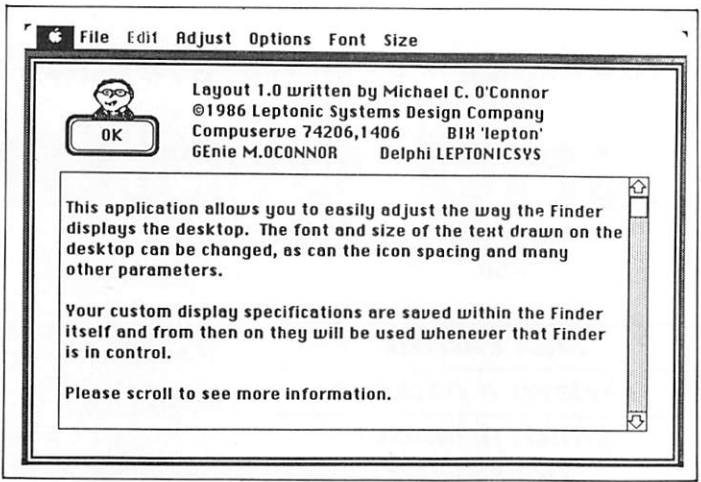 File Edit Adjust Options Font Size
Layout 1.0 written by Michael C. O'Connor
©1986 Leptonic Systems Design Company
Compuserve 74206,1406 BIX 'lepton'
GEnie M.OCONNOR Delphi LEPTONICSYS
OK
This application allows you to easily adjust the way the Finder
displays the desktop. The font and size of the text drawn on the
desktop can be changed, as can the icon spacing and many
other parameters.
Your custom display specifications are saved within the Finder
itself and from then on they will be used whenever that Finder
is in control.
Please scroll to see more information.